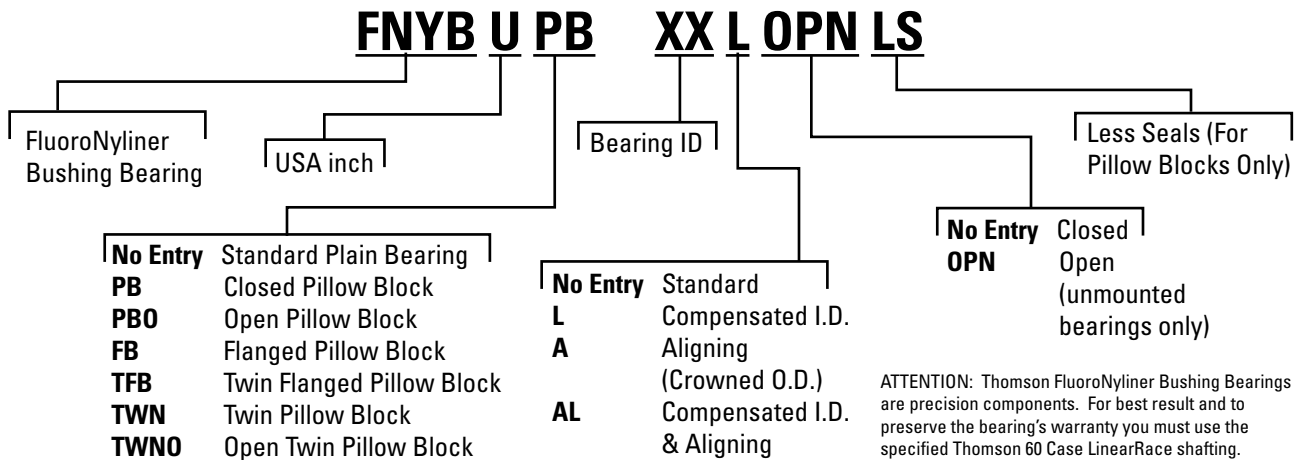 FNYB U PB XX L OPN LS
FluoroNyliner
Bushing Bearing
USA inch
Bearing ID
Less Seals (For
Pillow Blocks Only)
No Entry Standard Plain Bearing
PB Closed Pillow Block
PBO Open Pillow Block
FB Flanged Pillow Block
TFB Twin Flanged Pillow Block
TWN Twin Pillow Block
TWNO Open Twin Pillow Block
No Entry Standard
L Compensated I.D.
A Aligning
(Crowned O.D.)
AL Compensated I.D.
& Aligning
No Entry Closed
OPN Open
(unmounted
bearings only)
ATTENTION: Thomson FluoroNyliner Bushing Bearings
are precision components. For best result and to
preserve the bearing's warranty you must use the
specified Thomson 60 Case LinearRace shafting.